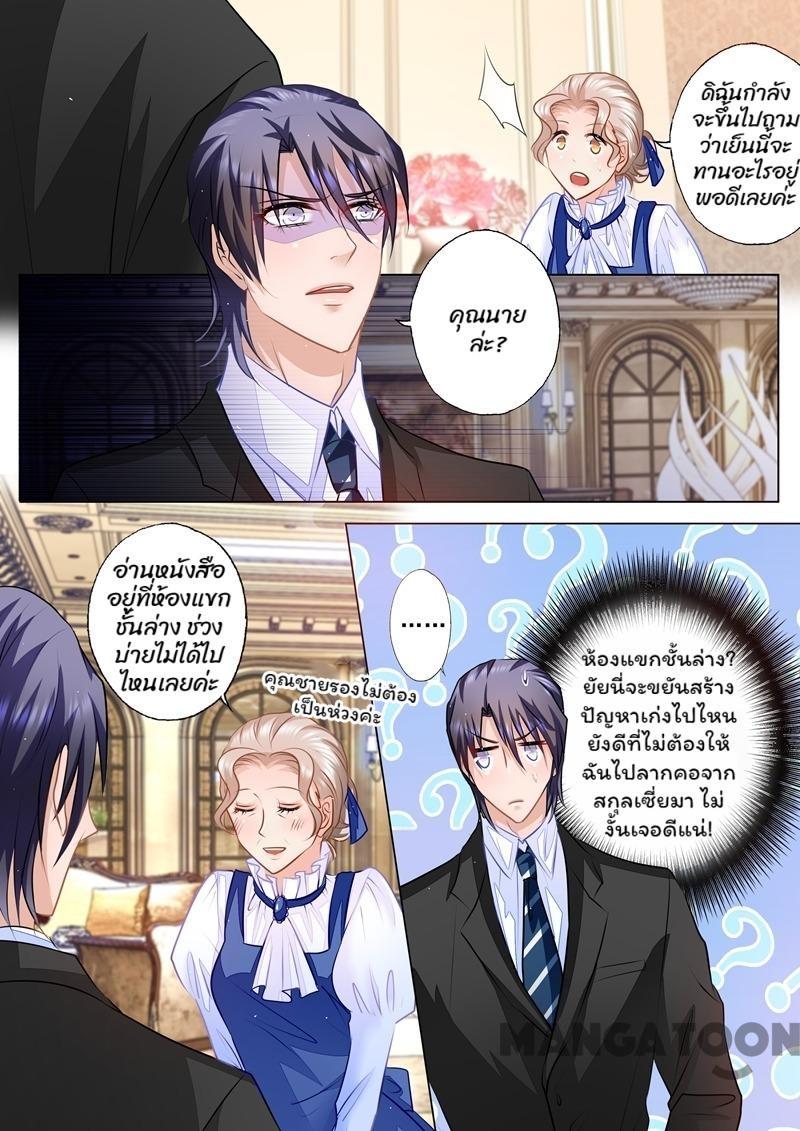 ดิฉันกำลัง
จะขึ้นไปถาม
ว่าเย็นนี้จะ
ทานอะไรอยู่
พอดีเลยค่ะ
คุณนาย
ล่ะ?
อ่านหนังสือ
อยู่ที่ห้องแขก
ชั้นล่าง ช่วง
บ่ายไม่ได้ไป
ไหนเลยค่ะ
คุณชายรองไม่ต้อง
เป็นห่วงค่ะ
......
ห้องแขกชั้นล่าง?
ยัยนี่จะขยันสร้าง
ปัญหาเก่งไปไหน
ยังดีที่ไม่ต้องให้
ฉันไปลากคอจาก
สกุลเซี่ยมา ไม่
งั้นเจอดีแน่!
MANGATOON